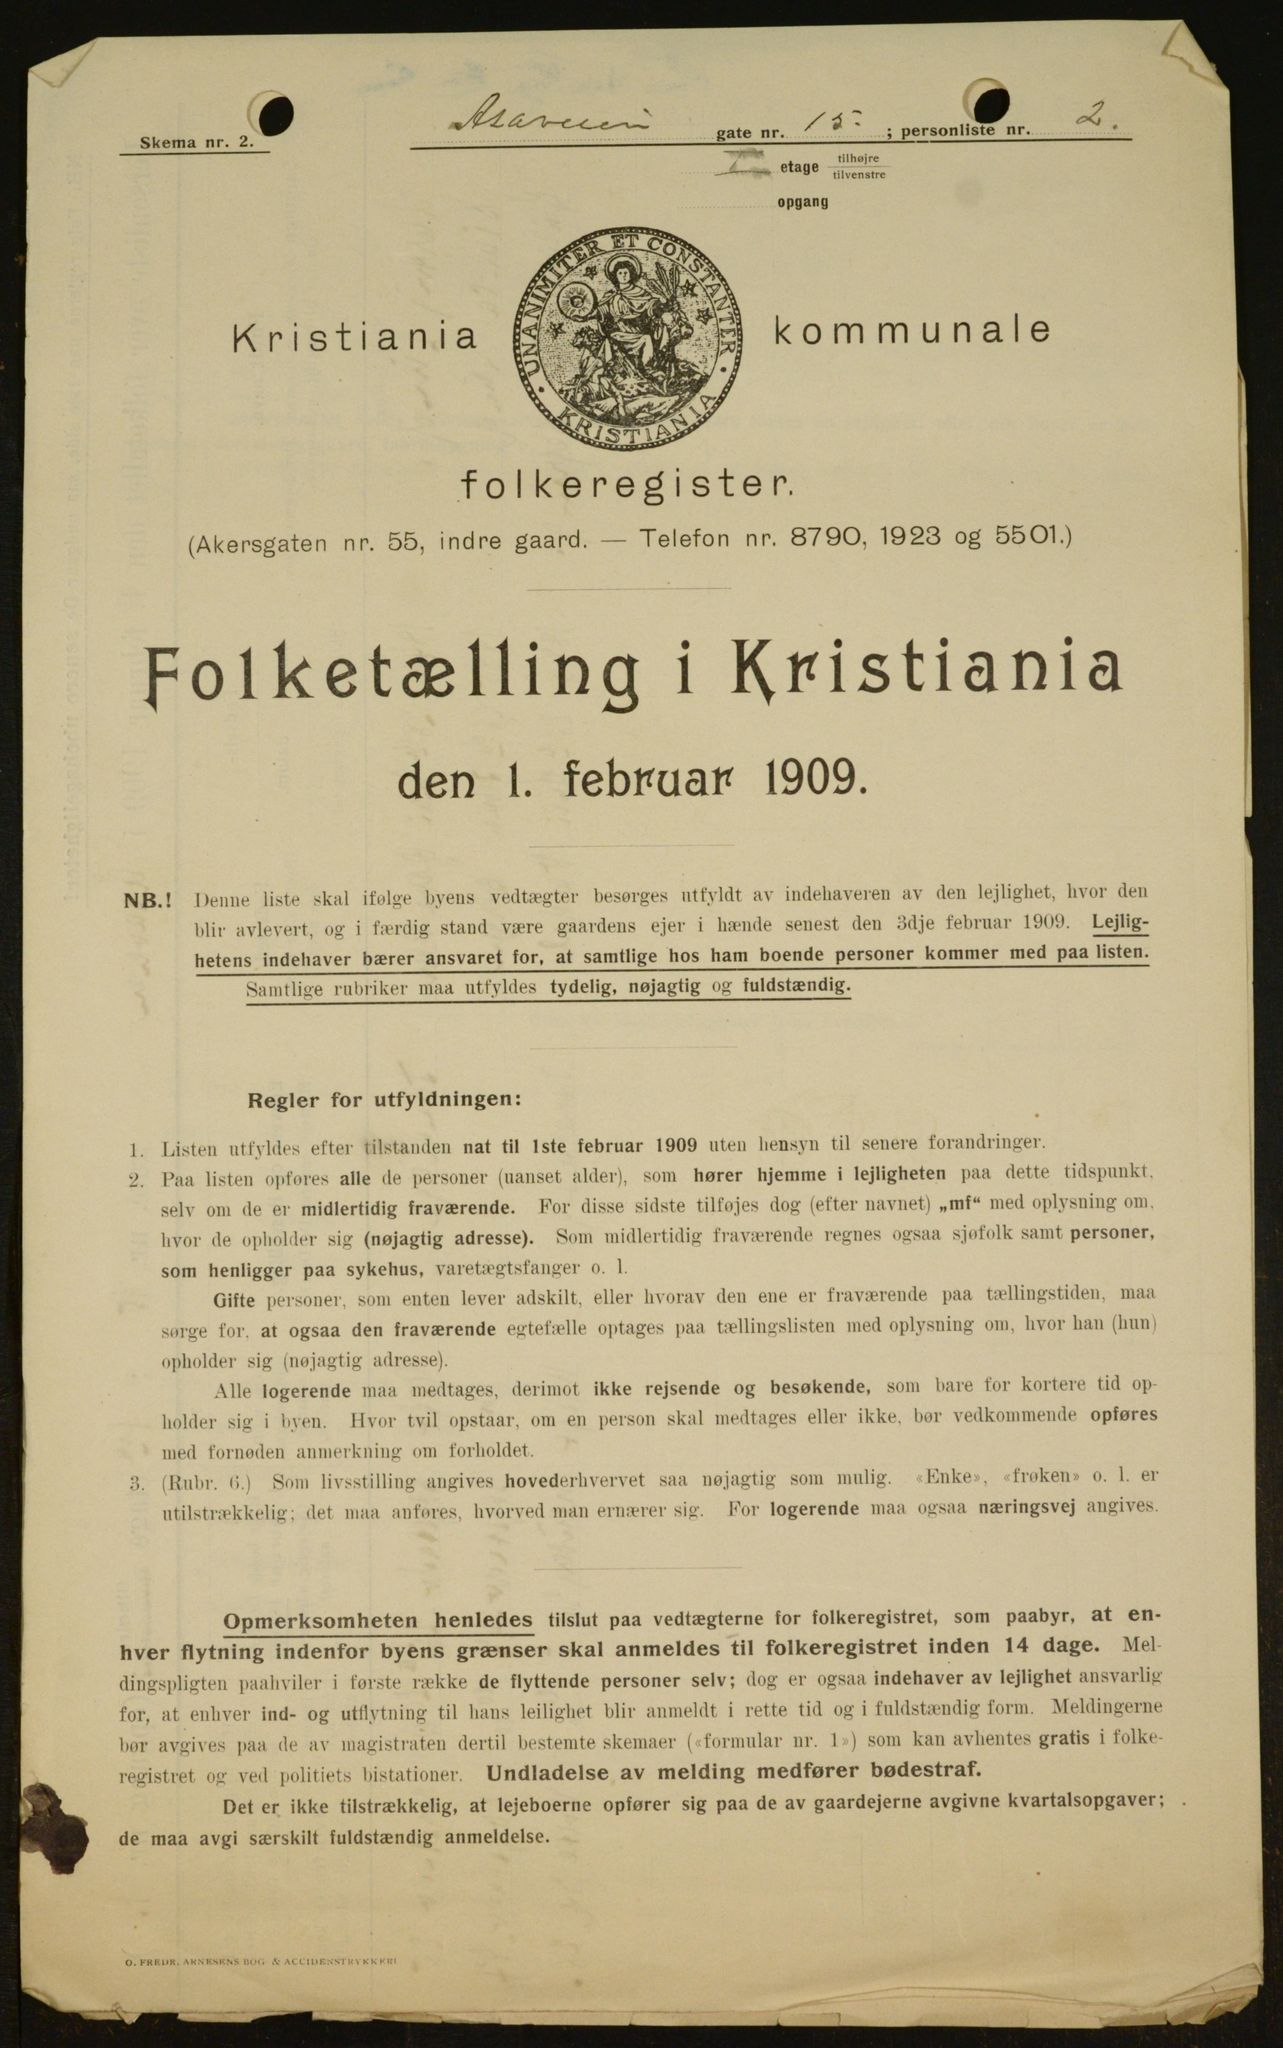 Skema nr. 2.
Asaveien gate nr. 15 ; personliste nr. 2.
I etage tilhøjre
tilvenstre
opgang
UNANIMITER ET CONSTANTER · KRISTIANIA ·
Kristiania kommunale
folkeregister.
(Akersgaten nr. 55, indre gaard. — Telefon nr. 8790, 1923 og 5501.)
Folketælling i Kristiania
den 1. februar 1909.
NB.! Denne liste skal ifølge byens vedtægter besørges utfyldt av indehaveren av den lejlighet, hvor den
blir avlevert, og i færdig stand være gaardens ejer i hænde senest den 3dje februar 1909. Lejlig-
hetens indehaver bærer ansvaret for, at samtlige hos ham boende personer kommer med paa listen.
Samtlige rubriker maa utfyldes tydelig, nøjagtig og fuldstændig.
Regler for utfyldningen:
1. Listen utfyldes efter tilstanden nat til 1ste februar 1909 uten hensyn til senere forandringer.
2. Paa listen opføres alle de personer (uanset alder), som hører hjemme i lejligheten paa dette tidspunkt,
selv om de er midlertidig fraværende. For disse sidste tilføjes dog (efter navnet) „mf“ med oplysning om,
hvor de opholder sig (nøjagtig adresse). Som midlertidig fraværende regnes ogsaa sjøfolk samt personer,
som henligger paa sykehus, varetægtsfanger o. l.
Gifte personer, som enten lever adskilt, eller hvorav den ene er fraværende paa tællingstiden, maa
sørge for, at ogsaa den fraværende egtefælle optages paa tællingslisten med oplysning om, hvor han (hun)
opholder sig (nøjagtig adresse).
Alle logerende maa medtages, derimot ikke rejsende og besøkende, som bare for kortere tid op-
holder sig i byen. Hvor tvil opstaar, om en person skal medtages eller ikke, bør vedkommende opføres
med fornøden anmerkning om forholdet.
3. (Rubr. 6.) Som livsstilling angives hovederhvervet saa nøjagtig som mulig. «Enke», «frøken» o. l. er
utilstrækkelig; det maa anføres, hvorved man ernærer sig. For logerende maa ogsaa næringsvej angives.
Opmerksomheten henledes tilslut paa vedtægterne for folkeregistret, som paabyr, at en-
hver flytning indenfor byens grænser skal anmeldes til folkeregistret inden 14 dage. Mel-
dingspligten paahviler i første række de flyttende personer selv; dog er ogsaa indehaver av lejlighet ansvarlig
for, at enhver ind- og utflytning til hans leilighet blir anmeldt i rette tid og i fuldstændig form. Meldingerne
bør avgives paa de av magistraten dertil bestemte skemaer («formular nr. 1») som kan avhentes gratis i folke-
registret og ved politiets bistationer. Undladelse av melding medfører bødestraf.
Det er ikke tilstrækkelig, at lejeboerne opfører sig paa de av gaardejerne avgivne kvartalsopgaver;
de maa avgi særskilt fuldstændig anmeldelse.
O. FREDR. ARNESENS BOG- & ACCIDENSTRYKKERI